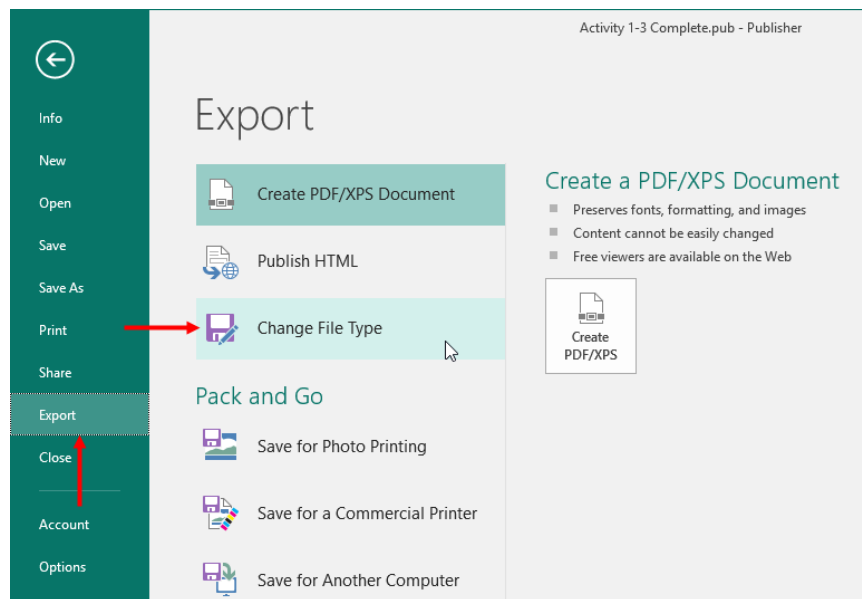 Activity 1-3 Complete.pub - Publisher
Info
New
Open
Save
Save As
Print
Share
Export
Close
Account
Options
Export
Create PDF/XPS Document
Publish HTML
Change File Type
Pack and Go
Save for Photo Printing
Save for a Commercial Printer
Save for Another Computer
Create a PDF/XPS Document
Preserves fonts, formatting, and images
Content cannot be easily changed
Free viewers are available on the Web
Create
PDF/XPS